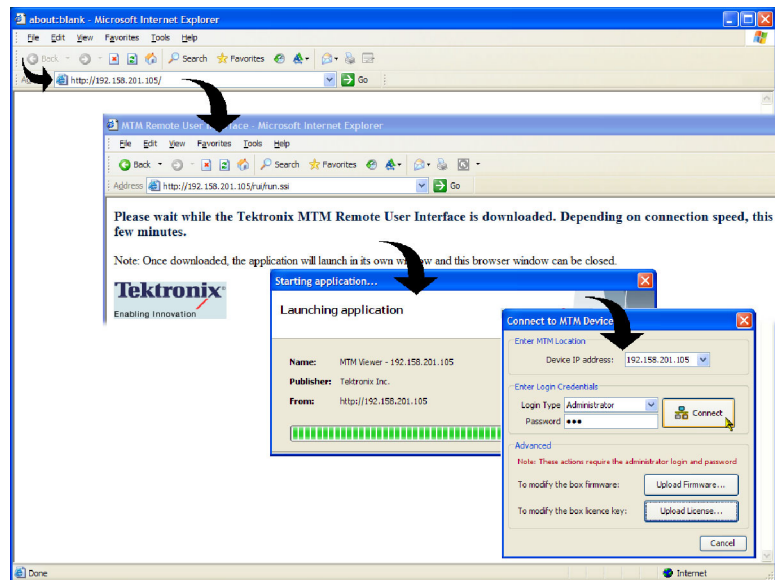 about:blank - Microsoft Internet Explorer
File Edit View Favorites Tools Help
Back Search Favorites
http://192.158.201.105/ Go
MTM Remote User Interface - Microsoft Internet Explorer
File Edit View Favorites Tools Help
Back Search Favorites
Address http://192.158.201.105/rui/run.ssi Go
Please wait while the Tektronix MTM Remote User Interface is downloaded. Depending on connection speed, this
few minutes.
Note: Once downloaded, the application will launch in its own window and this browser window can be closed.
Tektronix
Enabling Innovation
Starting application...
Launching application
Name: MTM Viewer - 192.158.201.105
Publisher: Tektronix Inc.
From: http://192.158.201.105
Connect to MTM Device
Enter MTM Location
Device IP address: 192.158.201.105
Enter Login Credentials
Login Type Administrator
Connect
Password •••
Advanced
Note: These actions require the administrator login and password
To modify the box firmware: Upload Firmware...
To modify the box licence key: Upload License...
Cancel
Done Internet